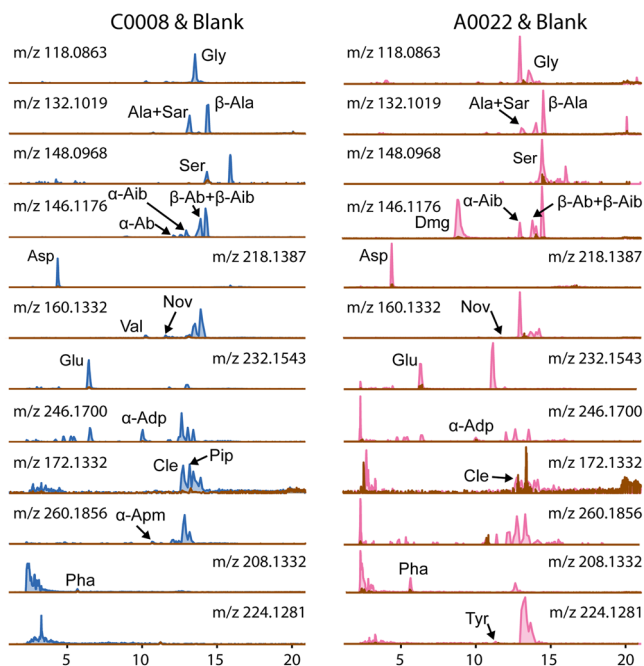 C0008 & Blank
m/z 118.0863
Gly
m/z 132.1019
Ala+Sar
β-Ala
m/z 148.0968
Ser
α-Aib
β-Ab+β-Aib
m/z 146.1176
α-Ab
Asp
m/z 218.1387
m/z 160.1332
Nov
Val
Glu
m/z 232.1543
m/z 246.1700
α-Adp
m/z 172.1332
Cle
Pip
α-Apm
m/z 260.1856
m/z 208.1332
Pha
m/z 224.1281
5 10 15 20
A0022 & Blank
m/z 118.0863
Gly
m/z 132.1019
Ala+Sar
β-Ala
m/z 148.0968
Ser
m/z 146.1176
α-Aib
β-Ab+β-Aib
Dmg
Asp
m/z 218.1387
m/z 160.1332
Nov
Glu
m/z 232.1543
m/z 246.1700
α-Adp
m/z 172.1332
Cle
m/z 260.1856
m/z 208.1332
Pha
m/z 224.1281
Tyr
5 10 15 20